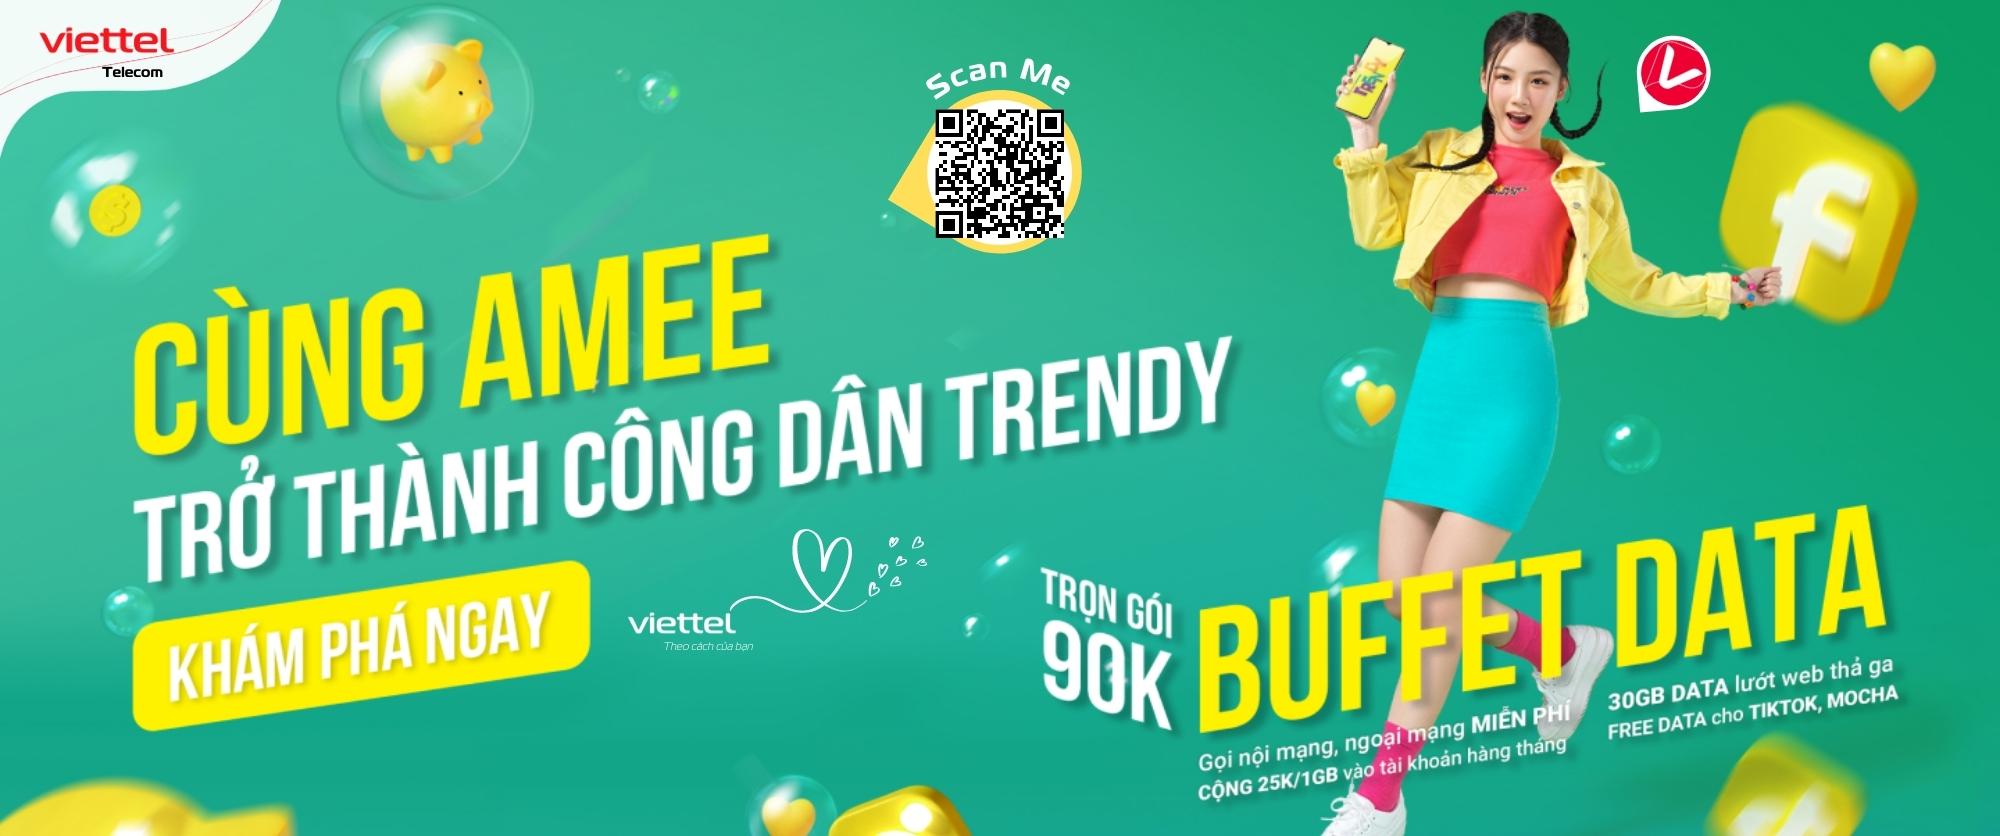 viettel
Telecom
Scan Me
TRENDY
CÙNG AMEE
TRỞ THÀNH CÔNG DÂN TRENDY
KHÁM PHÁ NGAY
viettel
Theo cách của bạn
TRỌN GÓI
90K
BUFFET DATA
Gọi nội mạng, ngoại mạng MIỄN PHÍ
CỘNG 25K/1GB vào tài khoản hàng tháng
30GB DATA lướt web thả ga
FREE DATA cho TIKTOK, MOCHA